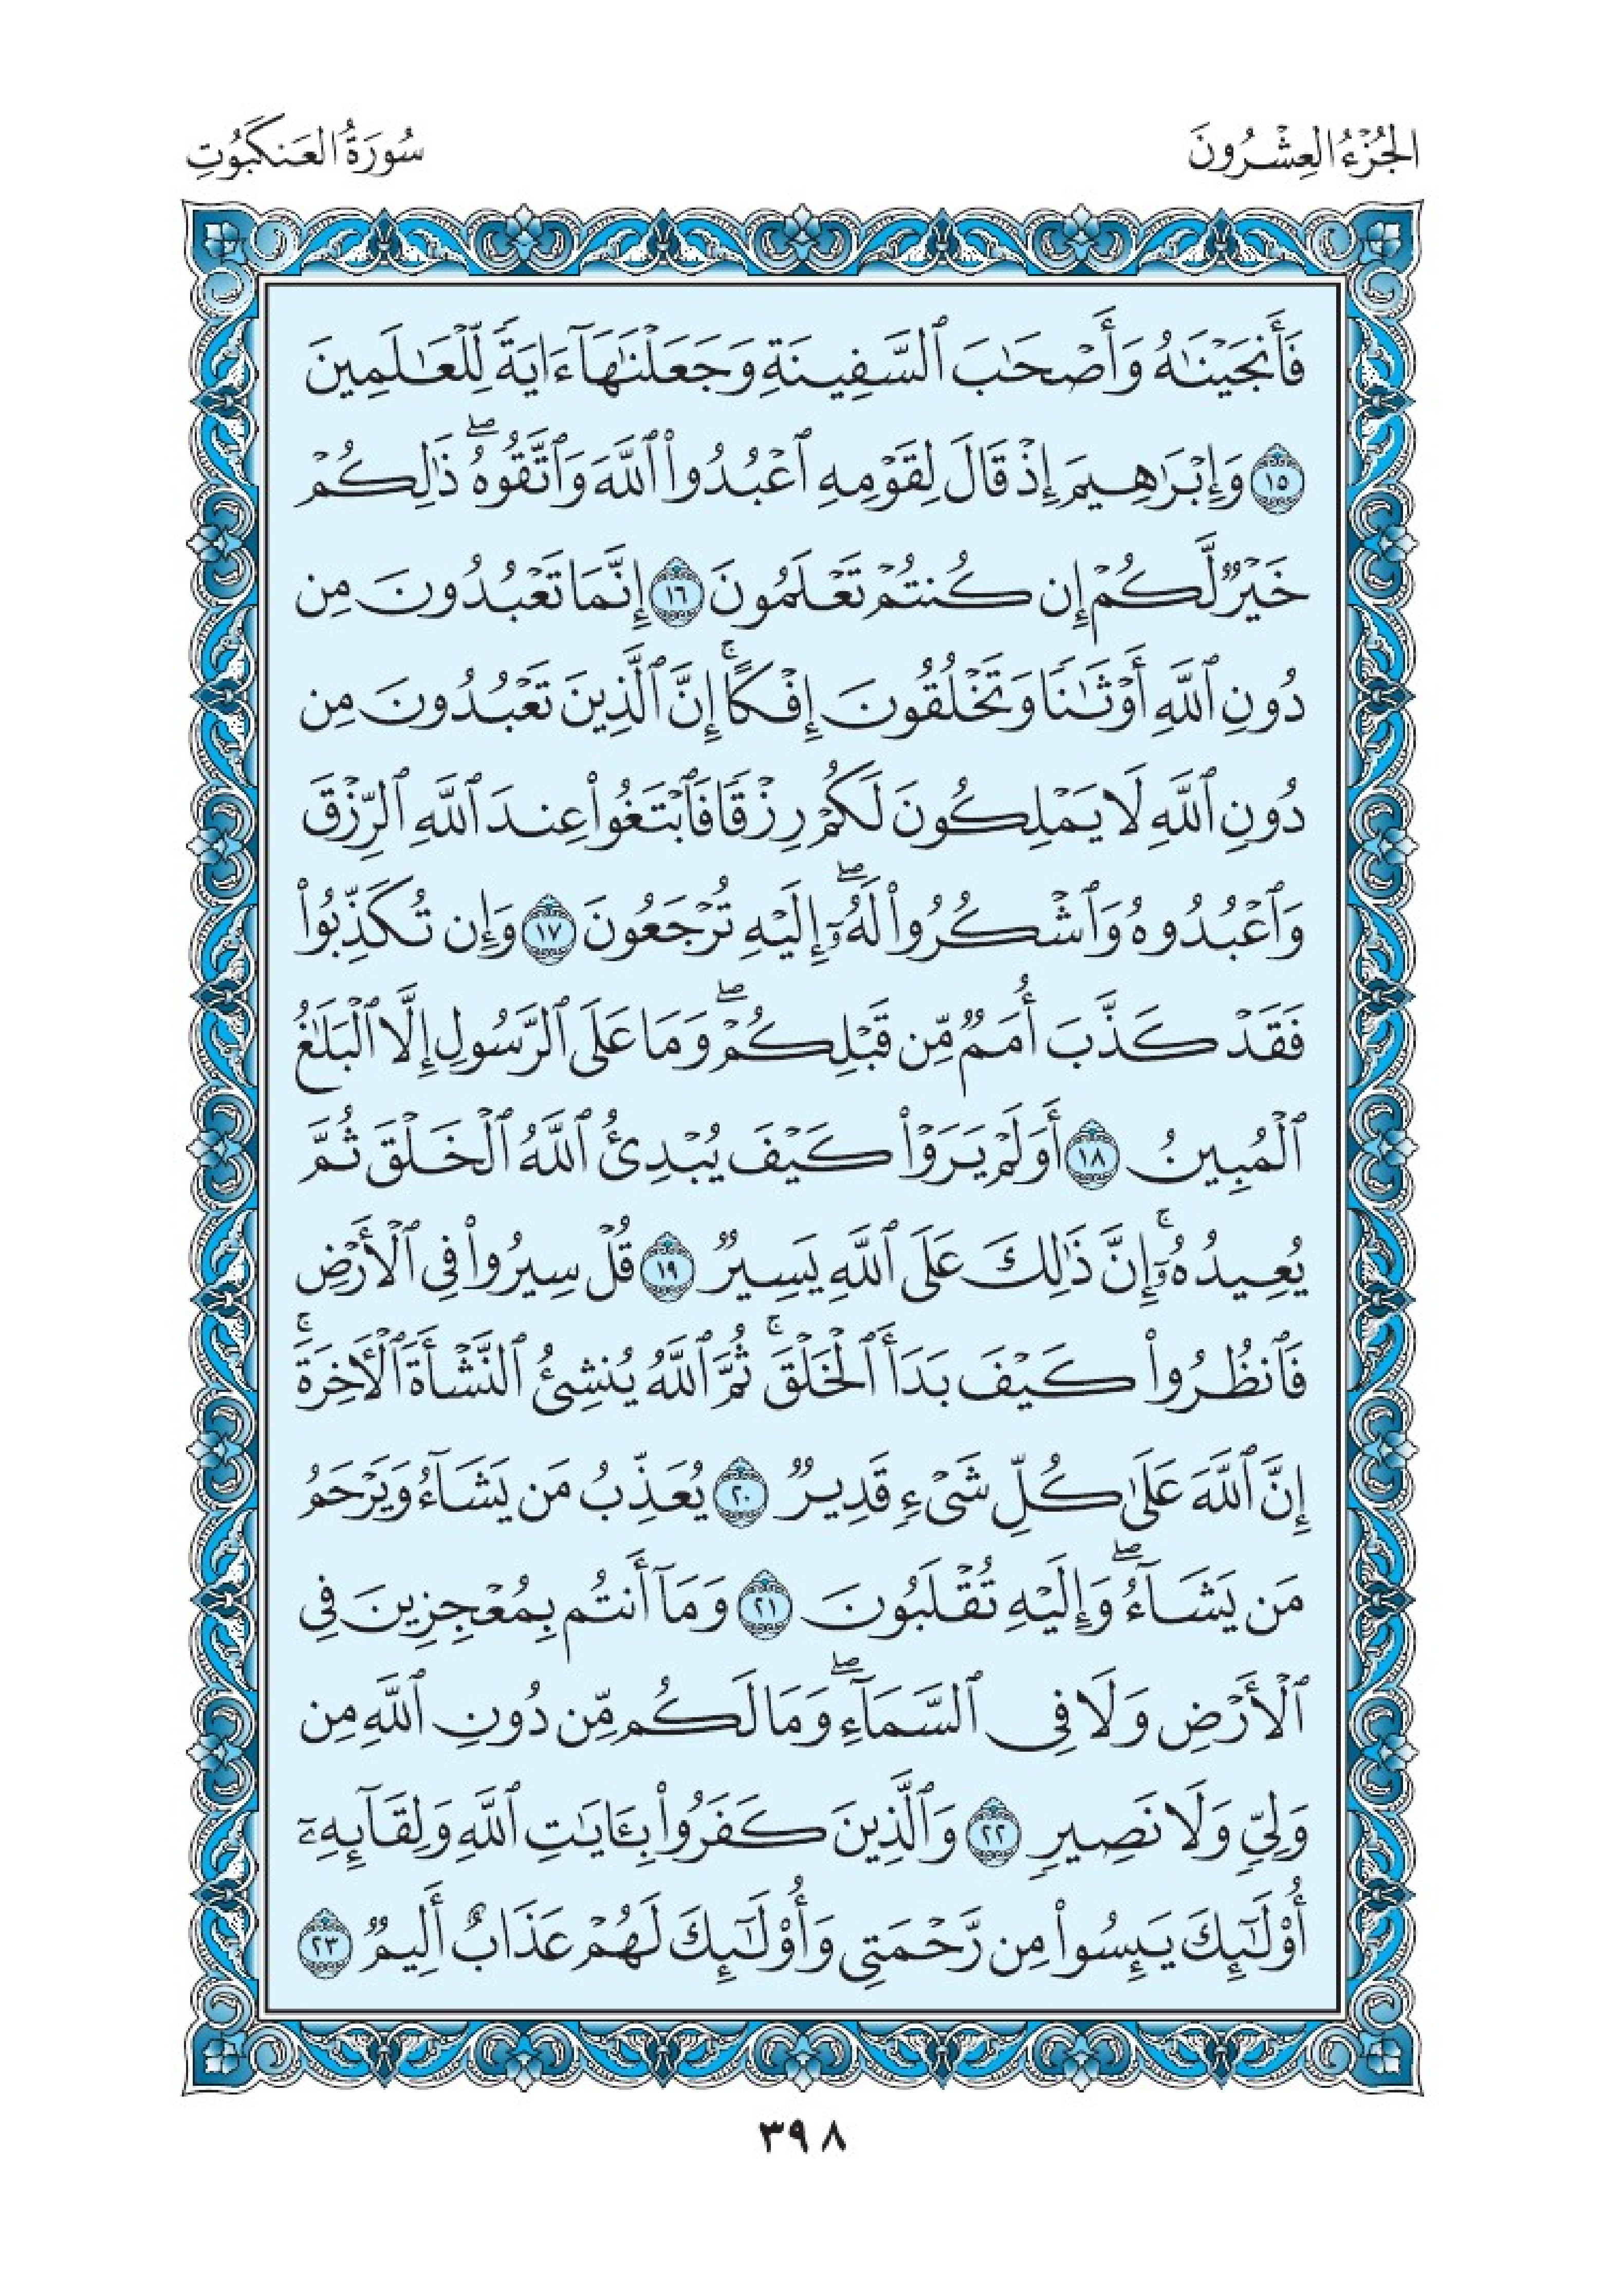 الجُزْءُ العِشْرُونَ
سُورَةُ العَنكَبُوتِ
فَأَنجَيْنَٰهُ وَأَصْحَٰبَ ٱلسَّفِينَةِ وَجَعَلْنَٰهَآ ءَايَةً لِّلْعَٰلَمِينَ
١٥ وَإِبْرَٰهِيمَ إِذْ قَالَ لِقَوْمِهِ ٱعْبُدُوا۟ ٱللَّهَ وَٱتَّقُوهُ ۖ ذَٰلِكُمْ
خَيْرٌ لَّكُمْ إِن كُنتُمْ تَعْلَمُونَ ١٦ إِنَّمَا تَعْبُدُونَ مِن
دُونِ ٱللَّهِ أَوْثَٰنًا وَتَخْلُقُونَ إِفْكًا ۚ إِنَّ ٱلَّذِينَ تَعْبُدُونَ مِن
دُونِ ٱللَّهِ لَا يَمْلِكُونَ لَكُمْ رِزْقًا فَٱبْتَغُوا۟ عِندَ ٱللَّهِ ٱلرِّزْقَ
وَٱعْبُدُوهُ وَٱشْكُرُوا۟ لَهُۥٓ ۖ إِلَيْهِ تُرْجَعُونَ ١٧ وَإِن تُكَذِّبُوا۟
فَقَدْ كَذَّبَ أُمَمٌ مِّن قَبْلِكُمْ ۖ وَمَا عَلَى ٱلرَّسُولِ إِلَّا ٱلْبَلَٰغُ
ٱلْمُبِينُ ١٨ أَوَلَمْ يَرَوْا۟ كَيْفَ يُبْدِئُ ٱللَّهُ ٱلْخَلْقَ ثُمَّ
يُعِيدُهُۥٓ ۚ إِنَّ ذَٰلِكَ عَلَى ٱللَّهِ يَسِيرٌ ١٩ قُلْ سِيرُوا۟ فِى ٱلْأَرْضِ
فَٱنظُرُوا۟ كَيْفَ بَدَأَ ٱلْخَلْقَ ۚ ثُمَّ ٱللَّهُ يُنشِئُ ٱلنَّشْأَةَ ٱلْءَاخِرَةَ ۚ
إِنَّ ٱللَّهَ عَلَىٰ كُلِّ شَىْءٍ قَدِيرٌ ٢٠ يُعَذِّبُ مَن يَشَآءُ وَيَرْحَمُ
مَن يَشَآءُ ۖ وَإِلَيْهِ تُقْلَبُونَ ٢١ وَمَآ أَنتُم بِمُعْجِزِينَ فِى
ٱلْأَرْضِ وَلَا فِى ٱلسَّمَآءِ ۖ وَمَا لَكُم مِّن دُونِ ٱللَّهِ مِن
وَلِىٍّ وَلَا نَصِيرٍ ٢٢ وَٱلَّذِينَ كَفَرُوا۟ بِـَٔايَٰتِ ٱللَّهِ وَلِقَآئِهِۦٓ
أُو۟لَٰٓئِكَ يَئِسُوا۟ مِن رَّحْمَتِى وَأُو۟لَٰٓئِكَ لَهُمْ عَذَابٌ أَلِيمٌ ٢٣
٣٩٨